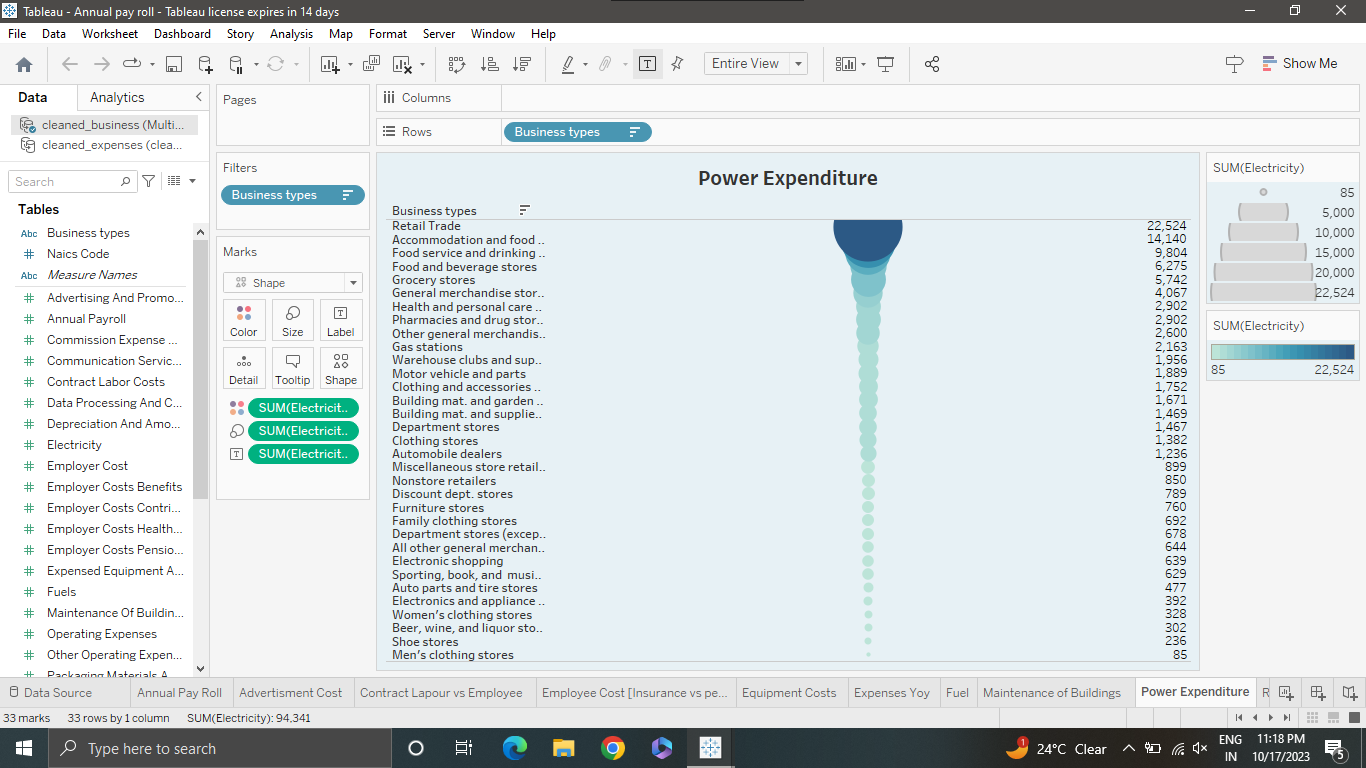 Tableau - Annual pay roll - Tableau license expires in 14 days
File Data Worksheet Dashboard Story Analysis Map Format Server Window Help
Entire View
Show Me
Data Analytics
cleaned_business (Multi...
cleaned_expenses (clea...
Search
Tables
Abc Business types
# Naics Code
Abc Measure Names
# Advertising And Promo...
# Annual Payroll
# Commission Expense ...
# Communication Servic...
# Contract Labor Costs
# Data Processing And C...
# Depreciation And Amo...
# Electricity
# Employer Cost
# Employer Costs Benefits
# Employer Costs Contri...
# Employer Costs Health...
# Employer Costs Pensio...
# Expensed Equipment A...
# Fuels
# Maintenance Of Buildin...
# Operating Expenses
# Other Operating Expen...
# Packaging Materials A...
Pages
Filters
Business types
Marks
Shape
Color Size Label
Detail Tooltip Shape
SUM(Electricit..
SUM(Electricit..
SUM(Electricit..
Columns
Rows Business types
Power Expenditure
Business types
Retail Trade 22,524
Accommodation and food .. 14,140
Food service and drinking .. 9,804
Food and beverage stores 6,275
Grocery stores 5,742
General merchandise stor.. 4,067
Health and personal care .. 2,902
Pharmacies and drug stor.. 2,902
Other general merchandis.. 2,600
Gas stations 2,163
Warehouse clubs and sup.. 1,956
Motor vehicle and parts 1,889
Clothing and accessories .. 1,752
Building mat. and garden .. 1,671
Building mat. and supplie.. 1,469
Department stores 1,467
Clothing stores 1,382
Automobile dealers 1,236
Miscellaneous store retail.. 899
Nonstore retailers 850
Discount dept. stores 789
Furniture stores 760
Family clothing stores 692
Department stores (excep.. 678
All other general merchan.. 644
Electronic shopping 639
Sporting, book, and musi.. 629
Auto parts and tire stores 477
Electronics and appliance .. 392
Women's clothing stores 328
Beer, wine, and liquor sto.. 302
Shoe stores 236
Men's clothing stores 85
SUM(Electricity)
85
5,000
10,000
15,000
20,000
22,524
SUM(Electricity)
85 22,524
Data Source Annual Pay Roll Advertisment Cost Contract Lapour vs Employee Employee Cost [Insurance vs pe... Equipment Costs Expenses Yoy Fuel Maintenance of Buildings Power Expenditure R
33 marks 33 rows by 1 column SUM(Electricity): 94,341
Type here to search
1 24°C Clear
ENG
IN
11:18 PM
10/17/2023
5